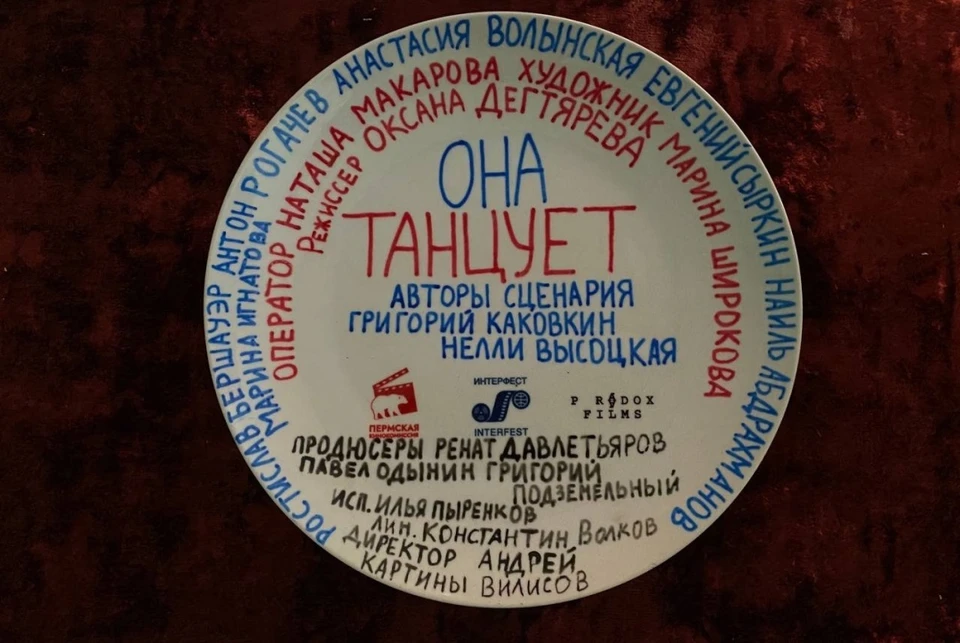 РОСТИСЛАВ БЕРШАУЭР АНТОН РОГАЧЕВ АНАСТАСИЯ ВОЛЫНСКАЯ ЕВГЕНИЙ СЫРКИН НАИЛЬ АБДРАХМАНОВ
МАРИНА ИГНАТОВА
ОПЕРАТОР НАТАША МАКАРОВА ХУДОЖНИК МАРИНА ШИРОКОВА
РЕЖИССЕР ОКСАНА ДЕГТЯРЕВА
ОНА
ТАНЦУЕТ
АВТОРЫ СЦЕНАРИЯ
ГРИГОРИЙ КАКОВКИН
НЕЛЛИ ВЫСОЦКАЯ
ПЕРМСКАЯ
КИНОКОМИССИЯ
ИНТЕРФЕСТ
INTERFEST
P R DOX
FILMS
ПРОДЮСЕРЫ РЕНАТ ДАВЛЕТЬЯРОВ
ПАВЕЛ ОДЫНИН ГРИГОРИЙ
ПОДЗЕМЕЛЬНЫЙ
ИСП. ИЛЬЯ ПЫРЕНКОВ
ЛИН. КОНСТАНТИН ВОЛКОВ
ДИРЕКТОР АНДРЕЙ
КАРТИНЫ ВИЛИСОВ